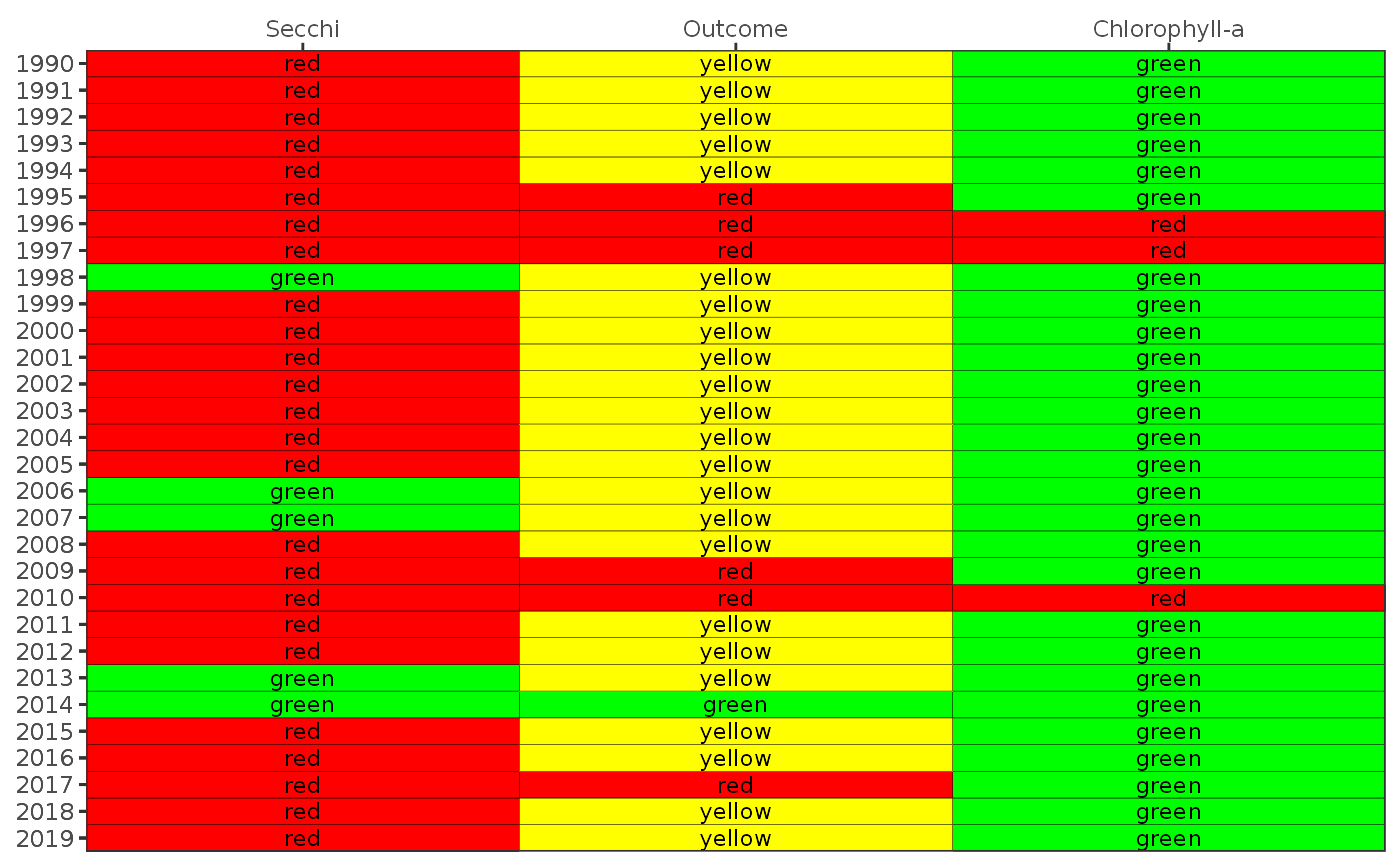 Secchi Outcome Chlorophyll-a
1990 red yellow green
1991 red yellow green
1992 red yellow green
1993 red yellow green
1994 red yellow green
1995 red red green
1996 red red red
1997 red red red
1998 green yellow green
1999 red yellow green
2000 red yellow green
2001 red yellow green
2002 red yellow green
2003 red yellow green
2004 red yellow green
2005 red yellow green
2006 green yellow green
2007 green yellow green
2008 red yellow green
2009 red red green
2010 red red red
2011 red yellow green
2012 red yellow green
2013 green yellow green
2014 green green green
2015 red yellow green
2016 red yellow green
2017 red red green
2018 red yellow green
2019 red yellow green